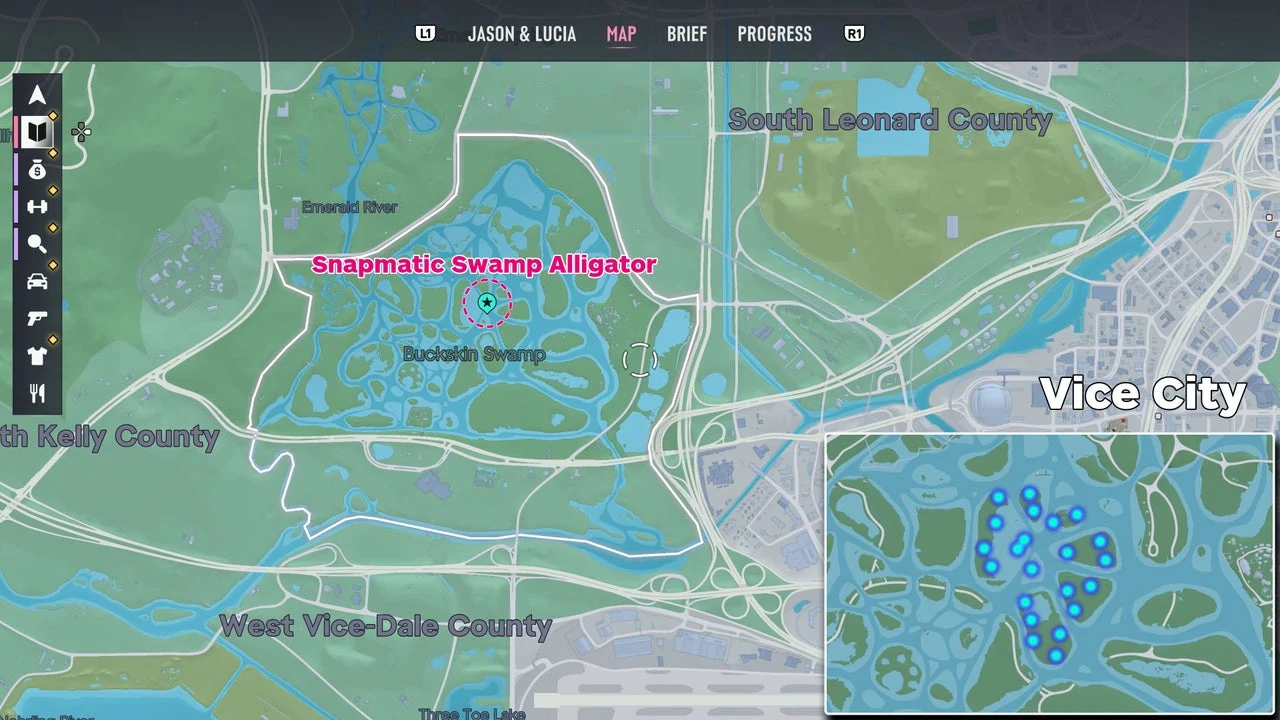 L1 JASON & LUCIA MAP BRIEF PROGRESS R1
South Leonard County
Emerald River
Snapmatic Swamp Alligator
Buckskin Swamp
Vice City
th Kelly County
West Vice-Dale County
Three Toe Lake